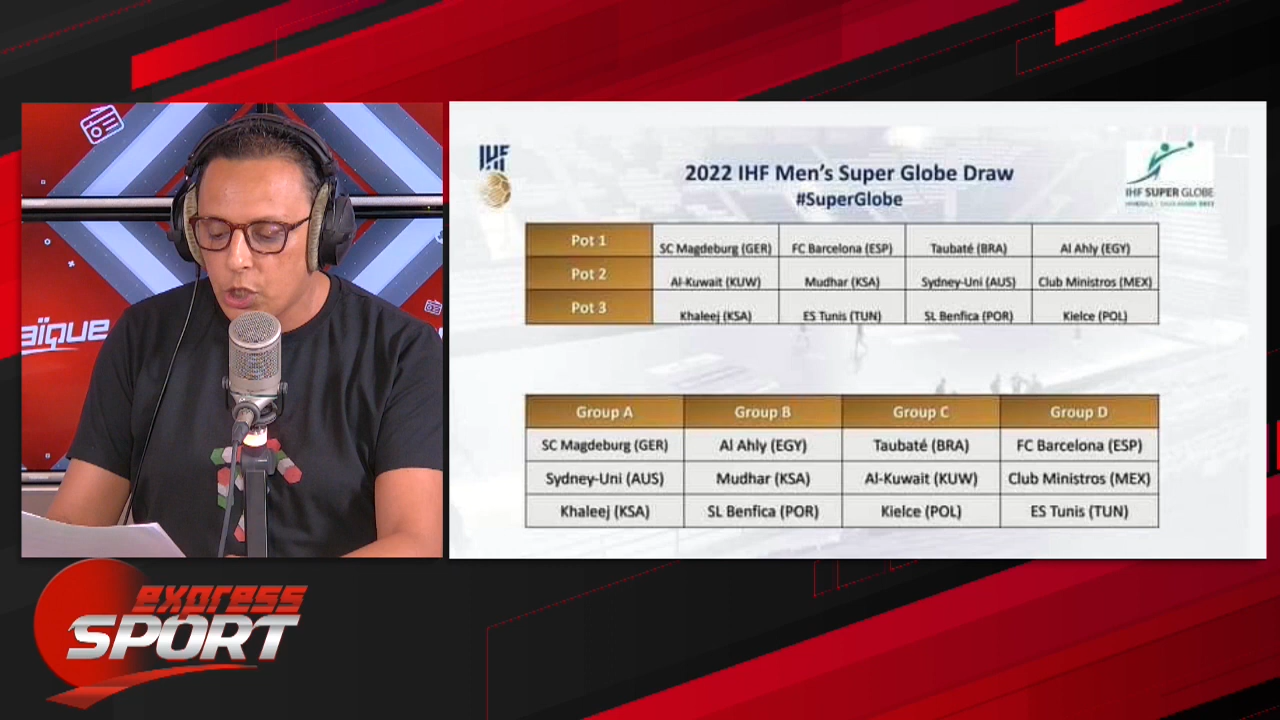 aïque
IHF
2022 IHF Men's Super Globe Draw
#SuperGlobe
IHF SUPER GLOBE
Pot 1 SC Magdeburg (GER) FC Barcelona (ESP) Taubaté (BRA) Al Ahly (EGY)
Pot 2 Al-Kuwait (KUW) Mudhar (KSA) Sydney-Uni (AUS) Club Ministros (MEX)
Pot 3 Khaleej (KSA) ES Tunis (TUN) SL Benfica (POR) Kielce (POL)
Group A Group B Group C Group D
SC Magdeburg (GER) Al Ahly (EGY) Taubaté (BRA) FC Barcelona (ESP)
Sydney-Uni (AUS) Mudhar (KSA) Al-Kuwait (KUW) Club Ministros (MEX)
Khaleej (KSA) SL Benfica (POR) Kielce (POL) ES Tunis (TUN)
express
SPORT